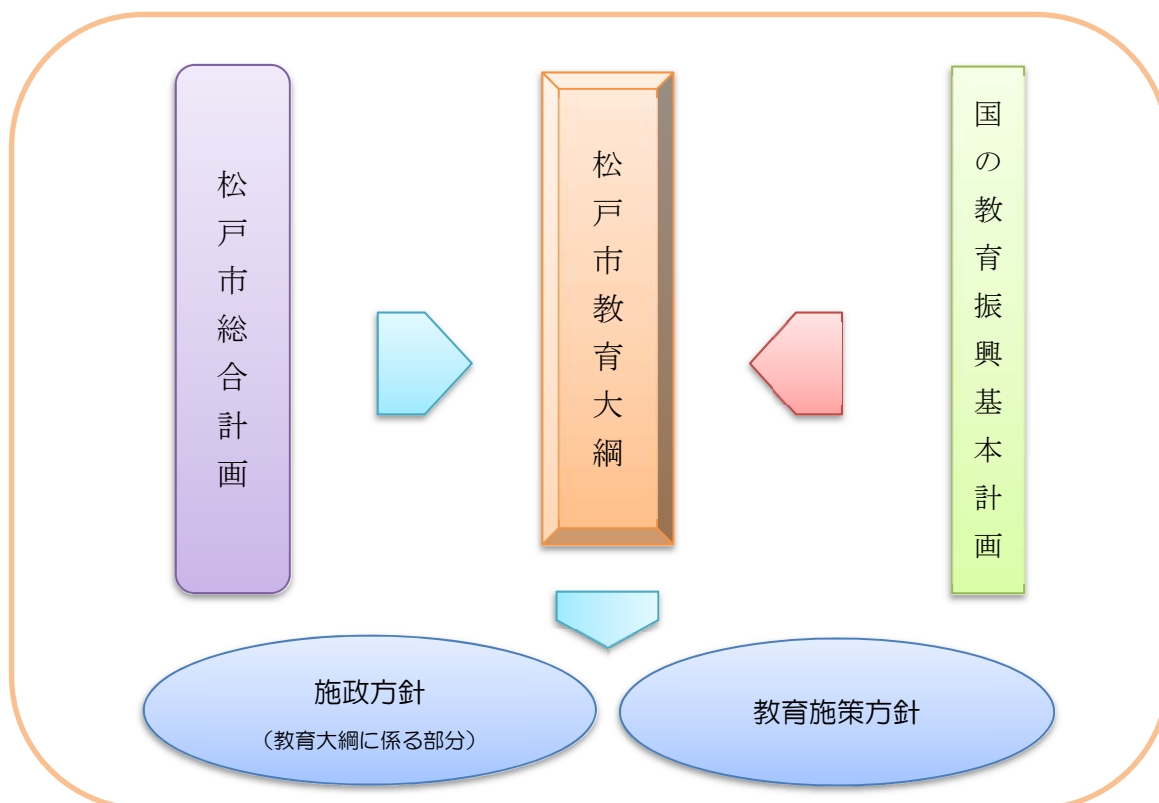 松戸市総合計画
松戸市教育大綱
国の教育振興基本計画
施政方針
（教育大綱に係る部分）
教育施策方針